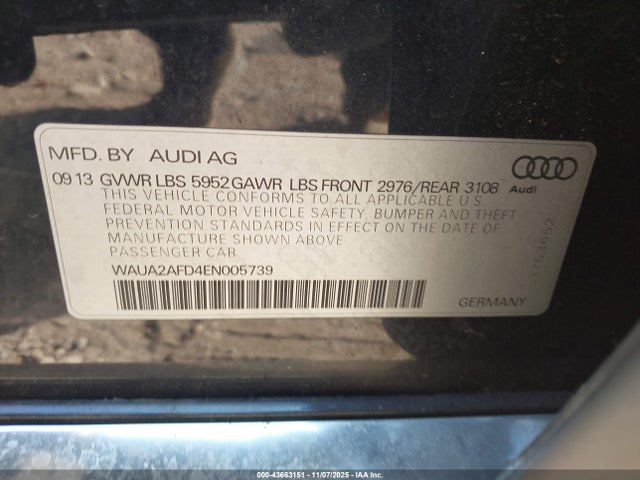 MFD. BY AUDI AG
09 13 GVWR LBS 5952 GAWR LBS FRONT 2976/REAR 3108
Audi
THIS VEHICLE CONFORMS TO ALL APPLICABLE U S
FEDERAL MOTOR VEHICLE SAFETY, BUMPER AND THEFT
PREVENTION STANDARDS IN EFFECT ON THE DATE OF
MANUFACTURE SHOWN ABOVE
PASSENGER CAR
WAUA2AFD4EN005739
GERMANY
4753652
000-43663151 - 11/07/2025 - IAA Inc.